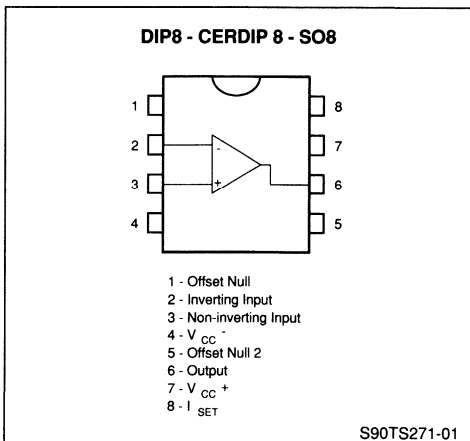 DIP8 - CERDIP 8 - SO8
1 8
2 - 7
3 + 6
4 5
1 - Offset Null
2 - Inverting Input
3 - Non-inverting Input
4 - V CC -
5 - Offset Null 2
6 - Output
7 - V CC +
8 - I SET
S90TS271-01